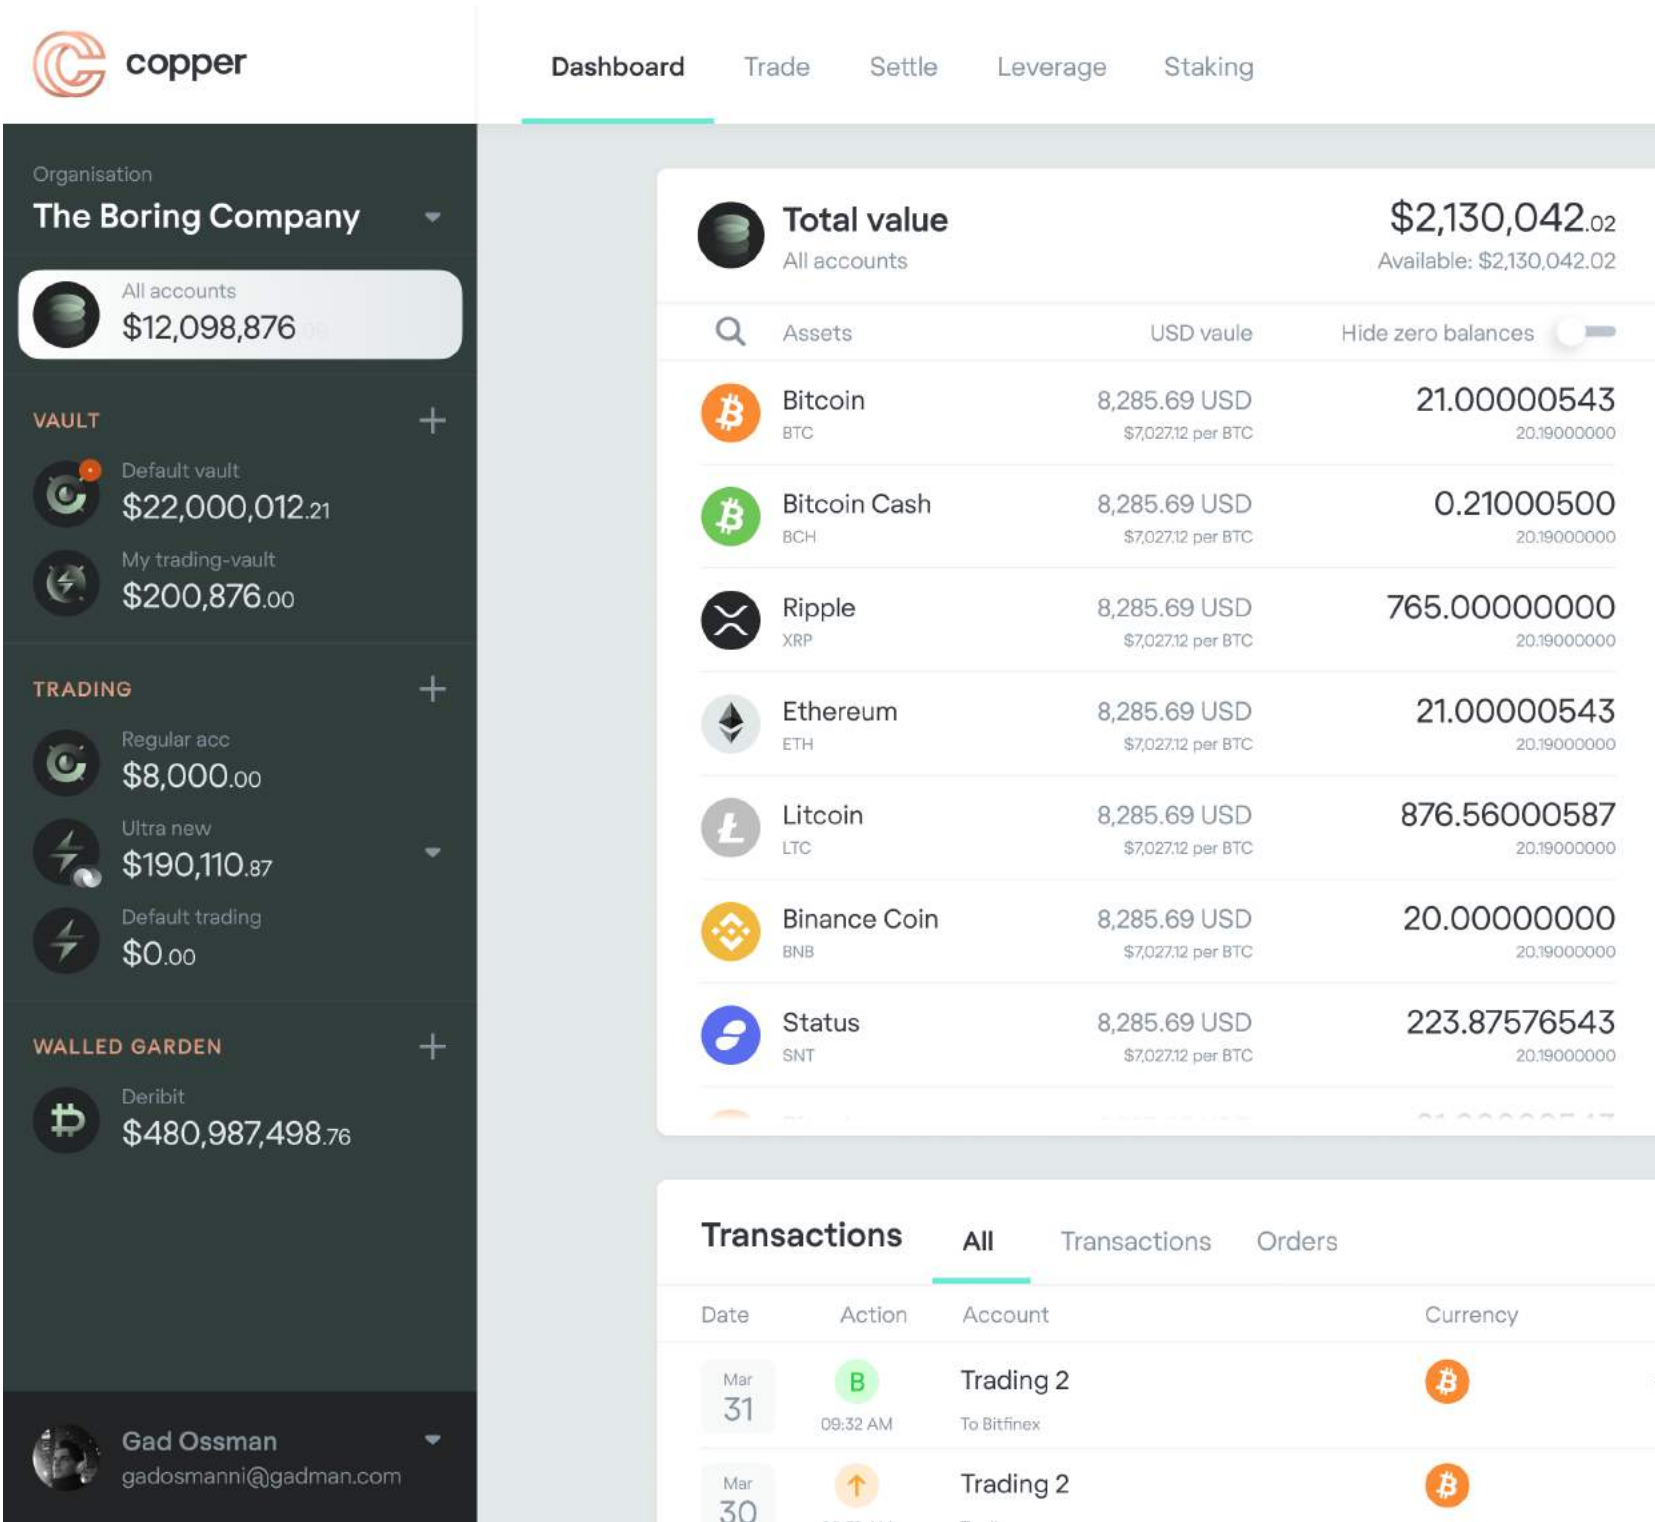 copper
Dashboard Trade Settle Leverage Staking
Organisation
The Boring Company
All accounts
$12,098,876
VAULT
Default vault
$22,000,012.21
My trading-vault
$200,876.00
TRADING
Regular acc
$8,000.00
Ultra new
$190,110.87
Default trading
$0.00
WALLED GARDEN
Deribit
$480,987,498.76
Gad Ossman
gadosmanni@gadman.com
Total value $2,130,042.02
All accounts Available: $2,130,042.02
Assets USD vaule Hide zero balances
Bitcoin 8,285.69 USD 21.00000543
BTC $7,027.12 per BTC 20.19000000
Bitcoin Cash 8,285.69 USD 0.21000500
BCH $7,027.12 per BTC 20.19000000
Ripple 8,285.69 USD 765.00000000
XRP $7,027.12 per BTC 20.19000000
Ethereum 8,285.69 USD 21.00000543
ETH $7,027.12 per BTC 20.19000000
Litcoin 8,285.69 USD 876.56000587
LTC $7,027.12 per BTC 20.19000000
Binance Coin 8,285.69 USD 20.00000000
BNB $7,027.12 per BTC 20.19000000
Status 8,285.69 USD 223.87576543
SNT $7,027.12 per BTC 20.19000000
Transactions All Transactions Orders
Date Action Account Currency
Mar B Trading 2
31 09:32 AM To Bitfinex
Mar Trading 2
30